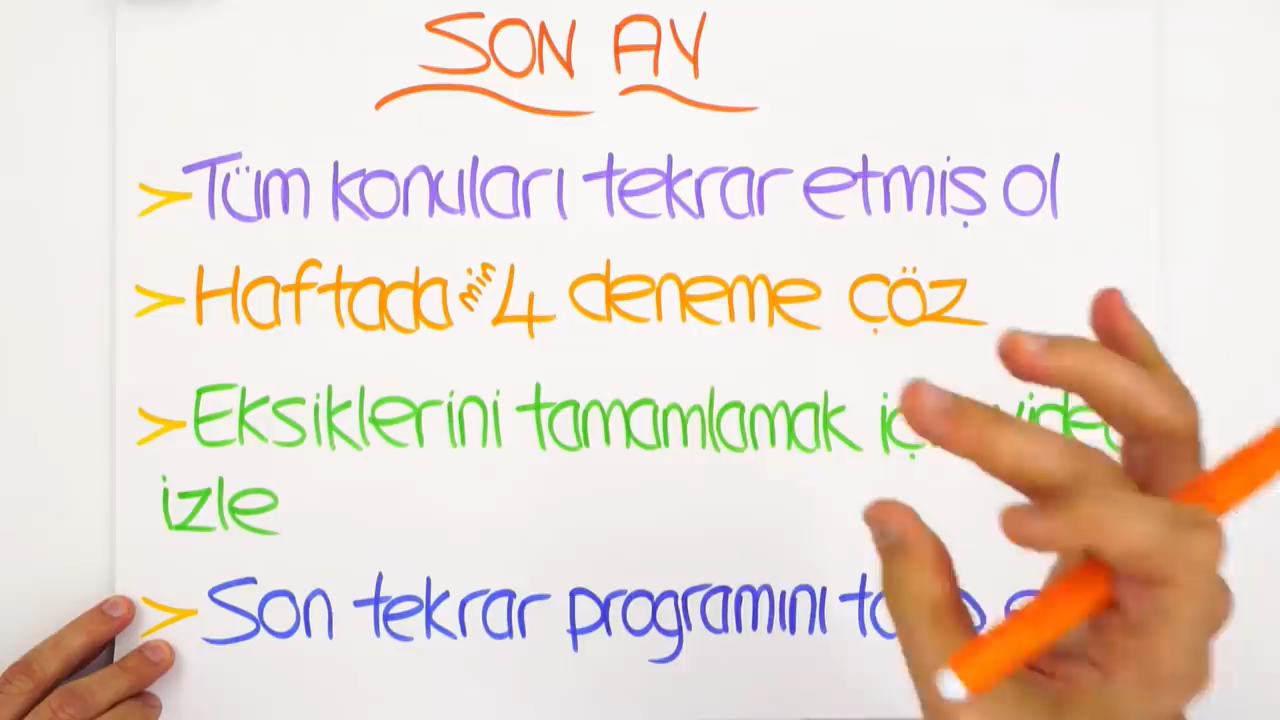 SON AY
> Tüm konuları tekrar etmiş ol
> Haftada min 4 deneme çöz
> Eksiklerini tamamlamak
izle
> Son tekrar programını